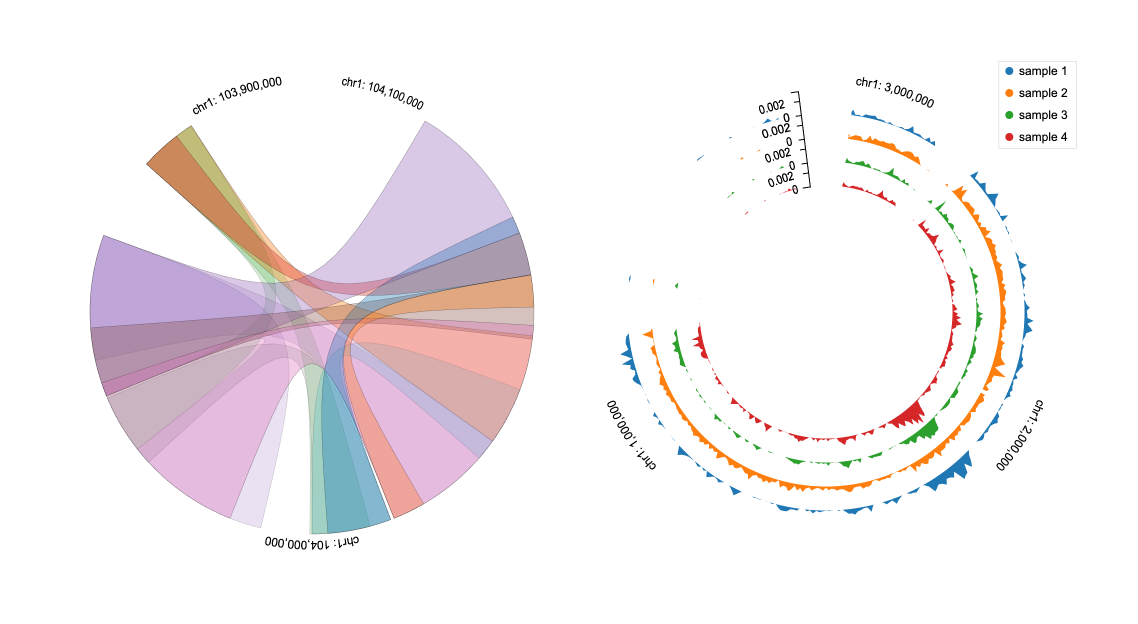 chr1: 103,900,000
chr1: 104,100,000
chr1: 104,000,000
0.002
0
0.002
0
0.002
0
0.002
0
chr1: 3,000,000
chr1: 2,000,000
chr1: 1,000,000
sample 1
sample 2
sample 3
sample 4